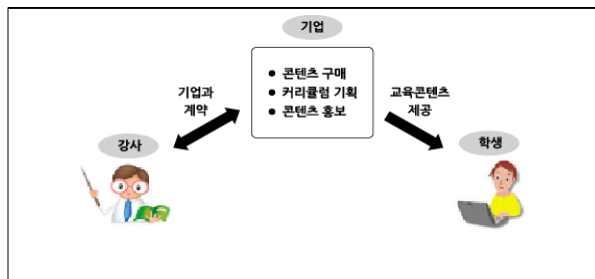 기업
● 콘텐츠 구매
● 커리큘럼 기획
● 콘텐츠 홍보
기업과
계약
교육콘텐츠
제공
강사
학생